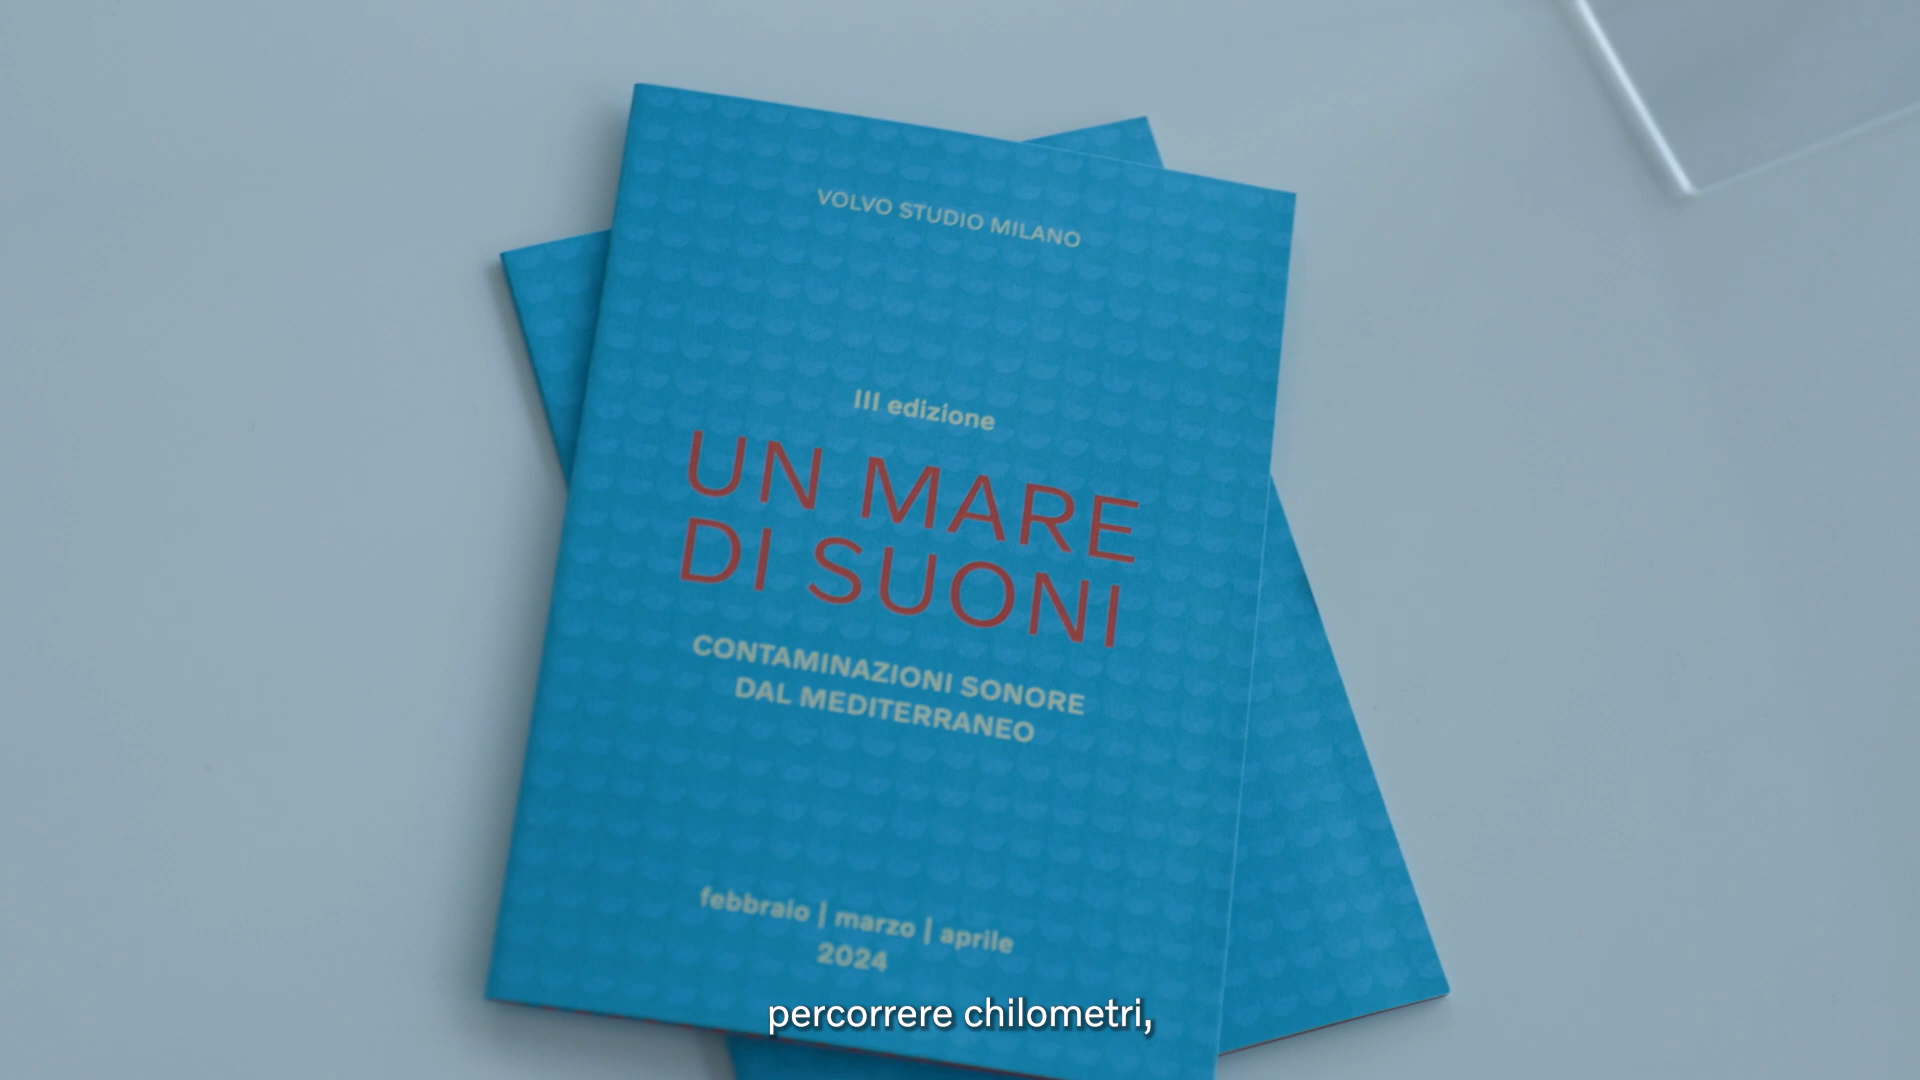 VOLVO STUDIO MILANO
III edizione
UN MARE
DI SUONI
CONTAMINAZIONI SONORE
DAL MEDITERRANEO
febbraio | marzo | aprile
2024
percorrere chilometri,